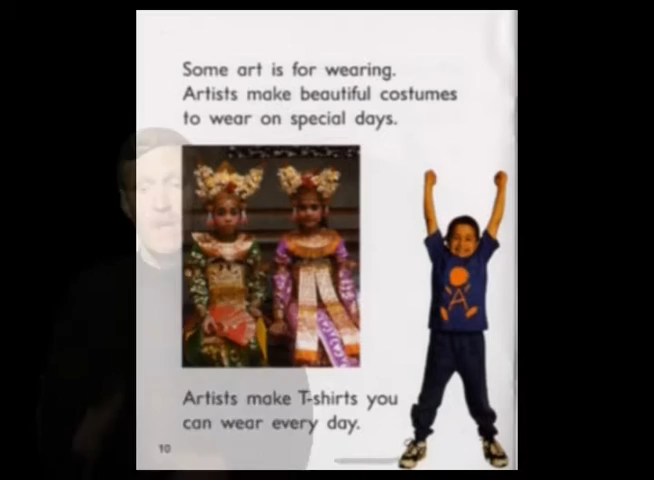 Some art is for wearing.
Artists make beautiful costumes
to wear on special days.
A
Artists make T-shirts you
can wear every day.
10